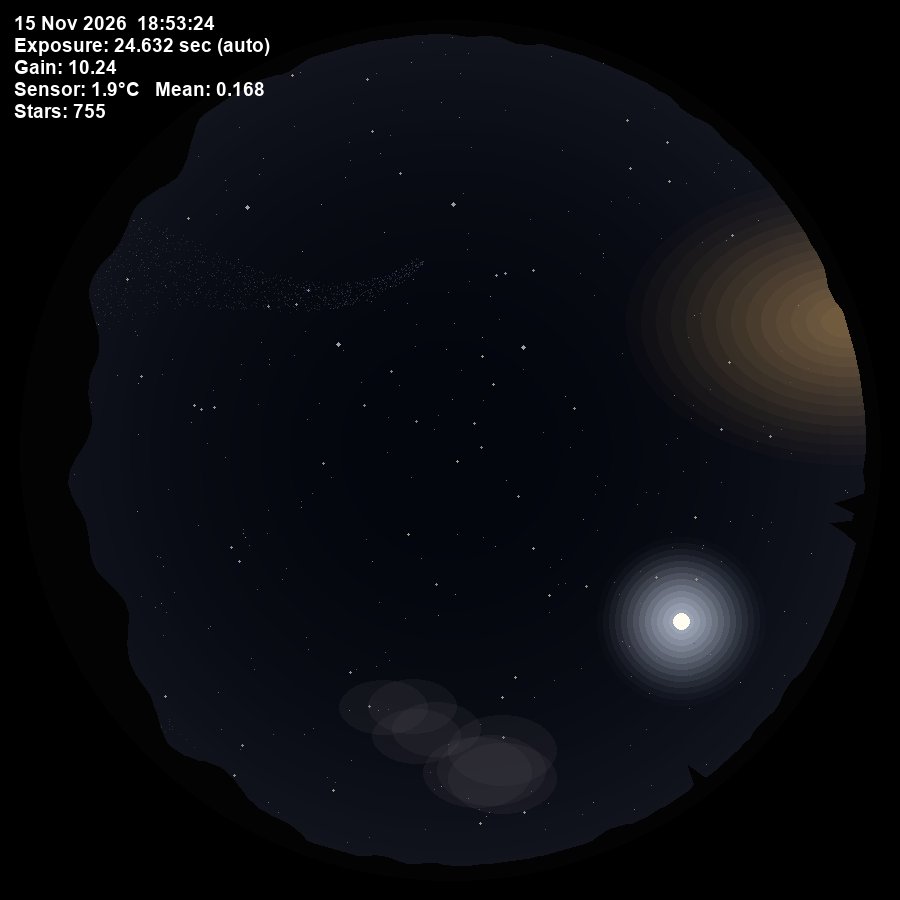 15 Nov 2026  18:53:24
Exposure: 24.632 sec (auto)
Gain: 10.24
Sensor: 1.9°C   Mean: 0.168
Stars: 755